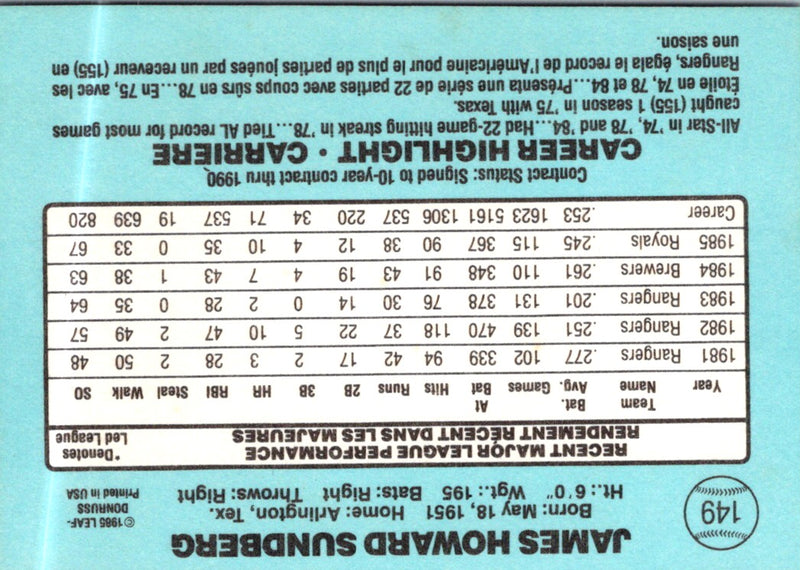 149
JAMES HOWARD SUNDBERG
Born: May 18, 1951 Home: Arlington, Tex.
Ht.: 6'0" Wgt.: 195 Bats: Right Throws: Right
©1985 LEAF-
DONRUSS
Printed in USA
RECENT MAJOR LEAGUE PERFORMANCE
RENDEMENT RÉCENT DANS LES MAJEURES
*Denotes
Led League
Year Team Name Bat. Avg. Games At Bat Hits Runs 2B 3B HR RBI Steal Walk SO
1981 Rangers .277 102 339 94 42 17 2 3 28 2 50 48
1982 Rangers .251 139 470 118 37 22 5 10 47 2 49 57
1983 Rangers .201 131 378 76 30 14 0 2 28 0 35 64
1984 Brewers .261 110 348 91 43 19 4 7 43 1 38 63
1985 Royals .245 115 367 90 38 12 4 10 35 0 33 67
Career .253 1623 5161 1306 537 220 34 71 537 19 639 820
Contract Status: Signed to 10-year contract thru 1990
CAREER HIGHLIGHT • CARRIERE
All-Star in '74, '78 and '84...Had 22-game hitting streak in '78...Tied AL record for most games
caught (155) 1 season in '75 with Texas.
Étoile en 74, 78 et 84...Présenta une série de 22 parties avec coups sûrs en 78...En 75, avec les
Rangers, égala le record de l'Américaine pour le plus de parties jouées par un receveur (155) en
une saison.